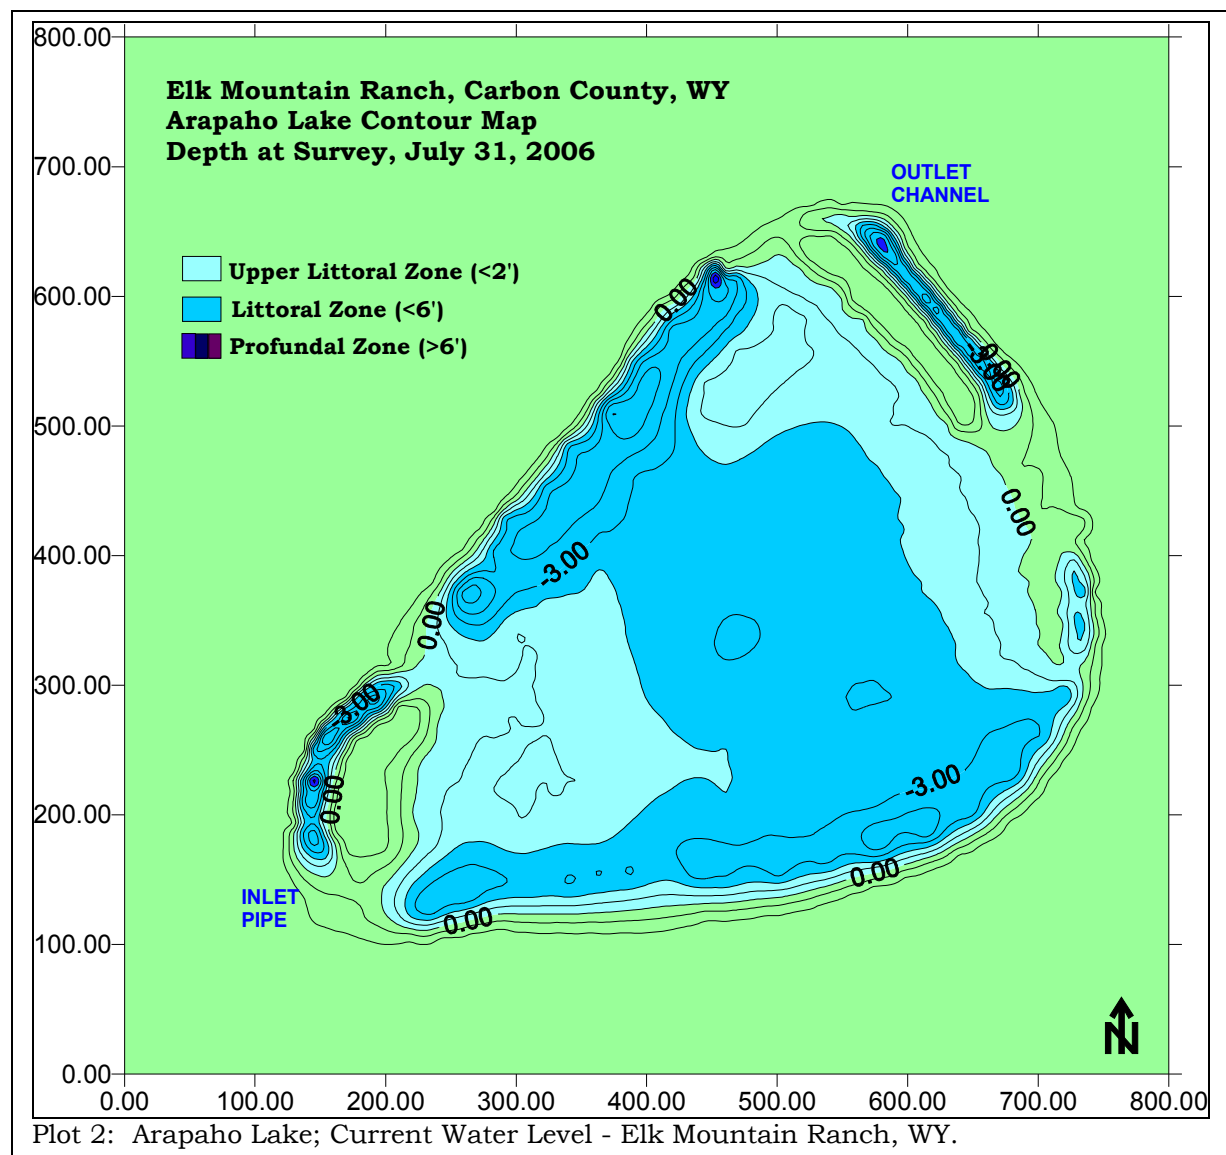 800.00
Elk Mountain Ranch, Carbon County, WY
Arapaho Lake Contour Map
Depth at Survey, July 31, 2006
700.00
OUTLET
CHANNEL
Upper Littoral Zone (<2')
600.00
0.00
Littoral Zone (<6')
Profundal Zone (>6')
0.00
-3.00
500.00
0.00
400.00
-3.00
0.00
300.00
-3.00
-3.00
0.00
200.00
0.00
INLET
PIPE
0.00
100.00
N
0.00
0.00 100.00 200.00 300.00 400.00 500.00 600.00 700.00 800.00
Plot 2: Arapaho Lake; Current Water Level - Elk Mountain Ranch, WY.